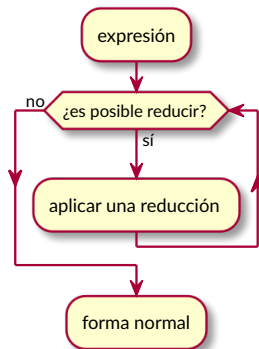 expresión
no
¿es posible reducir?
sí
aplicar una reducción
forma normal